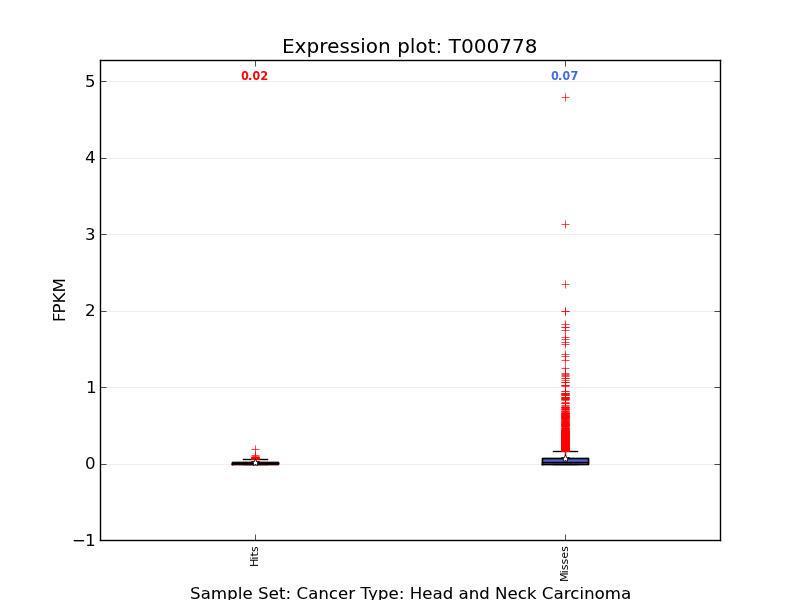 Expression plot: T000778
0.02 0.07
5
4
3
2
1
0
−1
FPKM
Hits
Misses
Sample Set: Cancer Type: Head and Neck Carcinoma